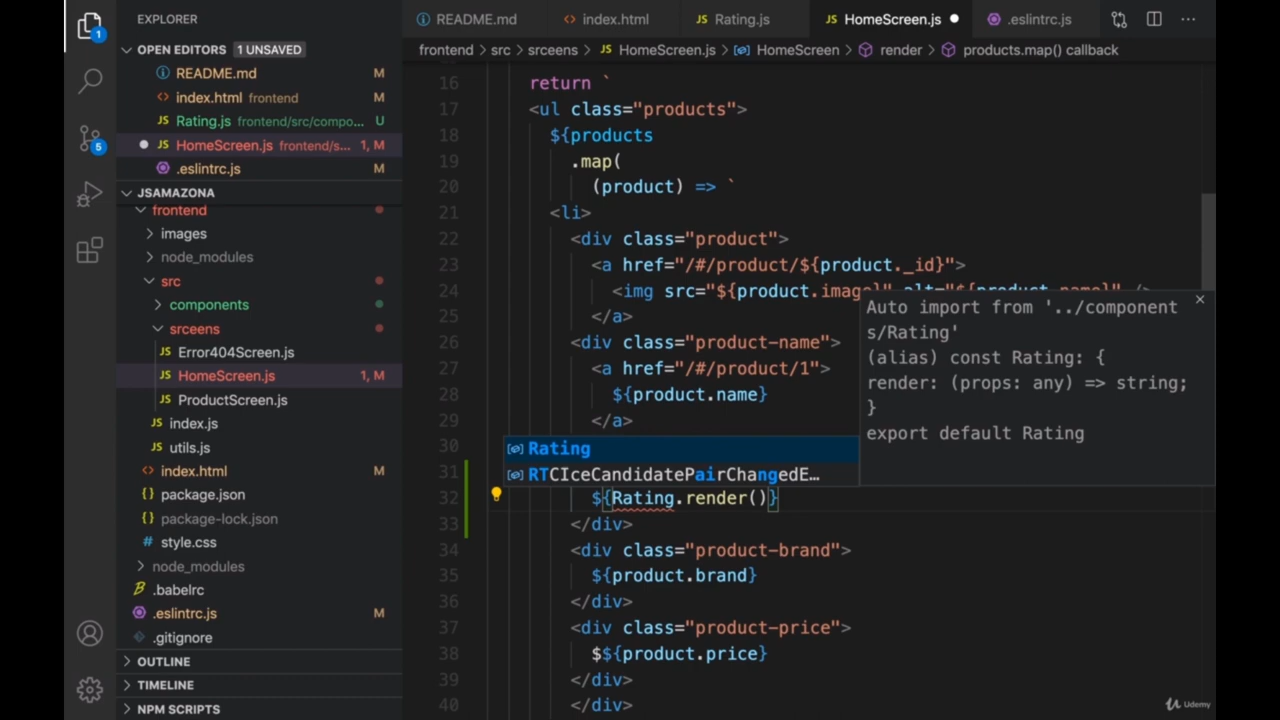 EXPLORER
OPEN EDITORS 1 UNSAVED
README.md M
index.html frontend M
Rating.js frontend/src/compo... U
HomeScreen.js frontend/s... 1, M
.eslintrc.js M
JSAMAZONA
frontend
images
node_modules
src
components
srceens
Error404Screen.js
HomeScreen.js 1, M
ProductScreen.js
index.js
utils.js
index.html
package.json
package-lock.json
style.css
node_modules
.babelrc
.eslintrc.js M
.gitignore
OUTLINE
TIMELINE
NPM SCRIPTS
1
5
README.md index.html Rating.js HomeScreen.js .eslintrc.js
frontend > src > srceens > JS HomeScreen.js > HomeScreen > render > products.map() callback
16 return `
17 <ul class="products">
18 ${products
19 .map(
20 (product) => `
21 <li>
22 <div class="product">
23 <a href="/#/product/${product._id}">
24 <img src="${product.image}" alt="${product.name}" />
25 </a>
26 <div class="product-name">
27 <a href="/#/product/1">
28 ${product.name}
29 </a>
30
31
32 ${Rating.render()}
33 </div>
34 <div class="product-brand">
35 ${product.brand}
36 </div>
37 <div class="product-price">
38 $${product.price}
39 </div>
40 </div>
Rating
RTCIceCandidatePairChangedE...
Auto import from '../component
s/Rating'
(alias) const Rating: {
render: (props: any) => string;
}
export default Rating
Udemy